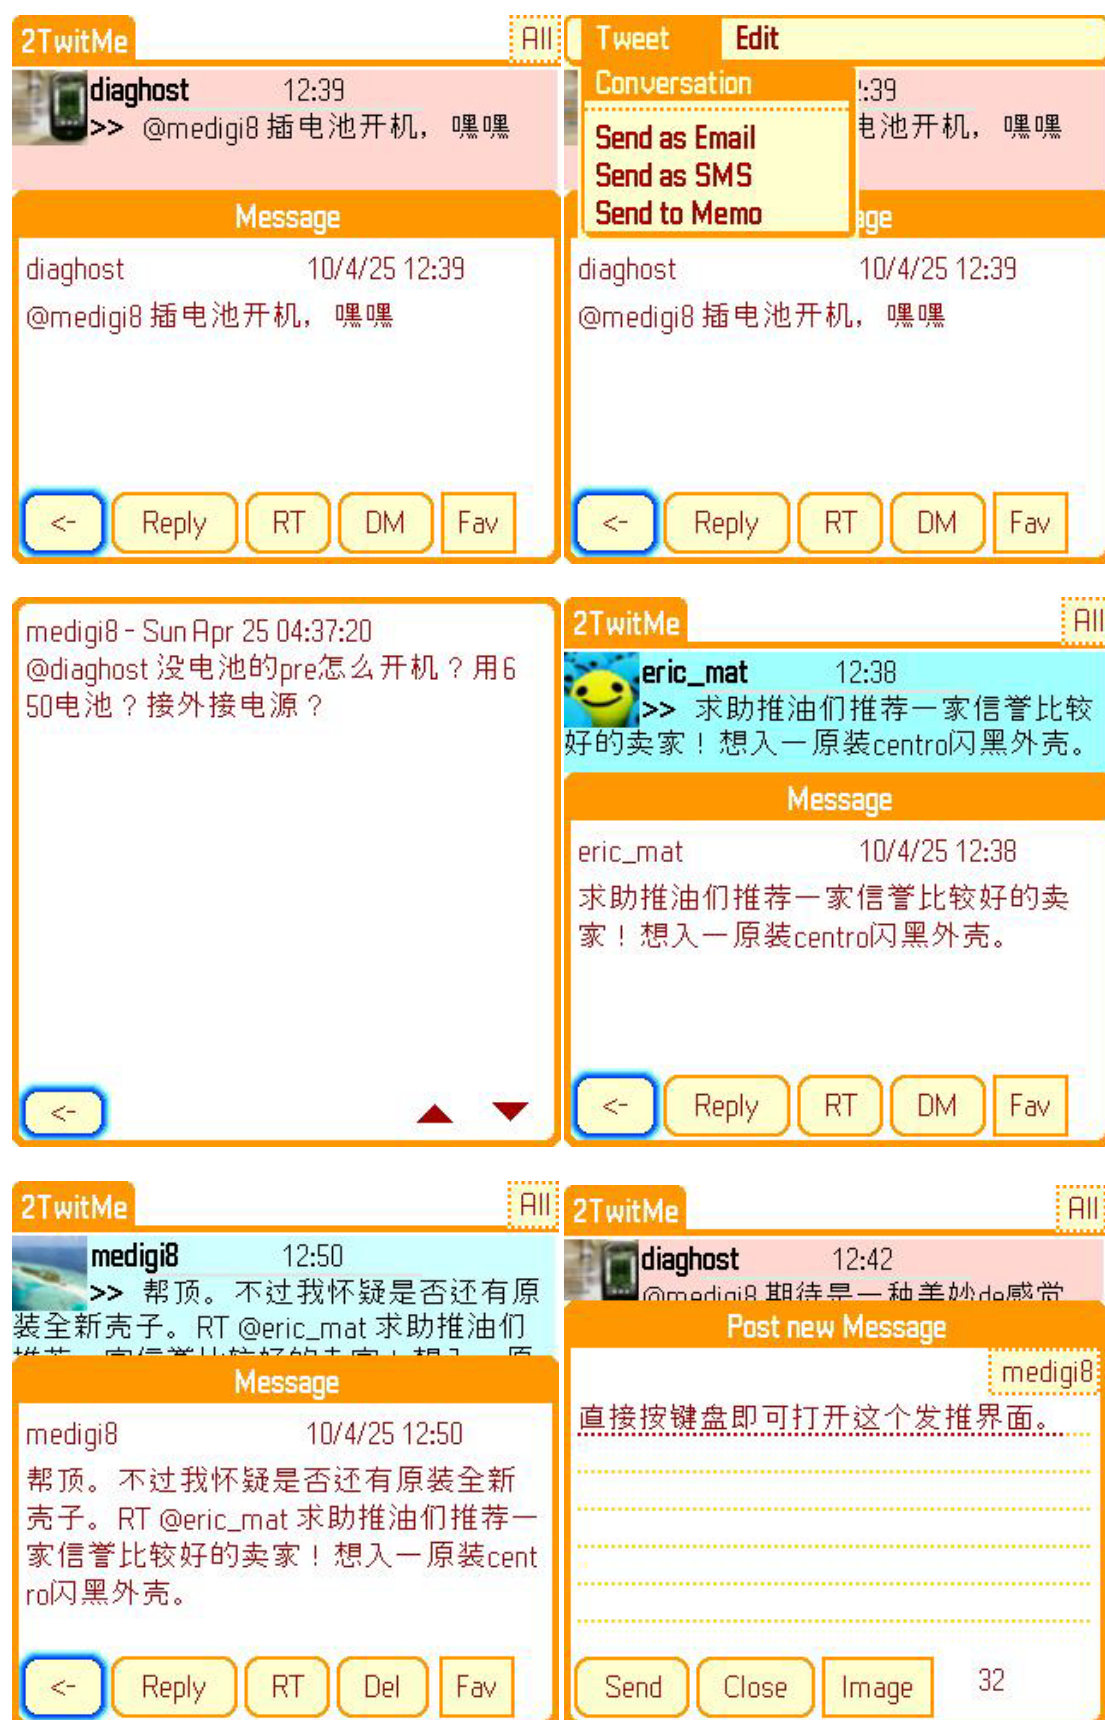 2TwitMe
All
diaghost 12:39
>> @medigi8 插电池开机，嘿嘿
Message
diaghost 10/4/25 12:39
@medigi8 插电池开机，嘿嘿
<- Reply RT DM Fav
Tweet Edit
Conversation
Send as Email
Send as SMS
Send to Memo
:39
电池开机，嘿嘿
age
diaghost 10/4/25 12:39
@medigi8 插电池开机，嘿嘿
<- Reply RT DM Fav
medigi8 - Sun Apr 25 04:37:20
@diaghost 没电池的pre怎么开机？用6
50电池？接外接电源？
<-
2TwitMe
All
eric_mat 12:38
>> 求助推油们推荐一家信誉比较
好的卖家！想入一原装centro闪黑外壳。
Message
eric_mat 10/4/25 12:38
求助推油们推荐一家信誉比较好的卖
家！想入一原装centro闪黑外壳。
<- Reply RT DM Fav
2TwitMe
All
medigi8 12:50
>> 帮顶。不过我怀疑是否还有原
装全新壳子。RT @eric_mat 求助推油们
Message
medigi8 10/4/25 12:50
帮顶。不过我怀疑是否还有原装全新
壳子。RT @eric_mat 求助推油们推荐一
家信誉比较好的卖家！想入一原装cent
ro闪黑外壳。
<- Reply RT Del Fav
2TwitMe
All
diaghost 12:42
@medigi8 期待是一种美妙de感觉
Post new Message
medigi8
直接按键盘即可打开这个发推界面。
Send Close Image 32